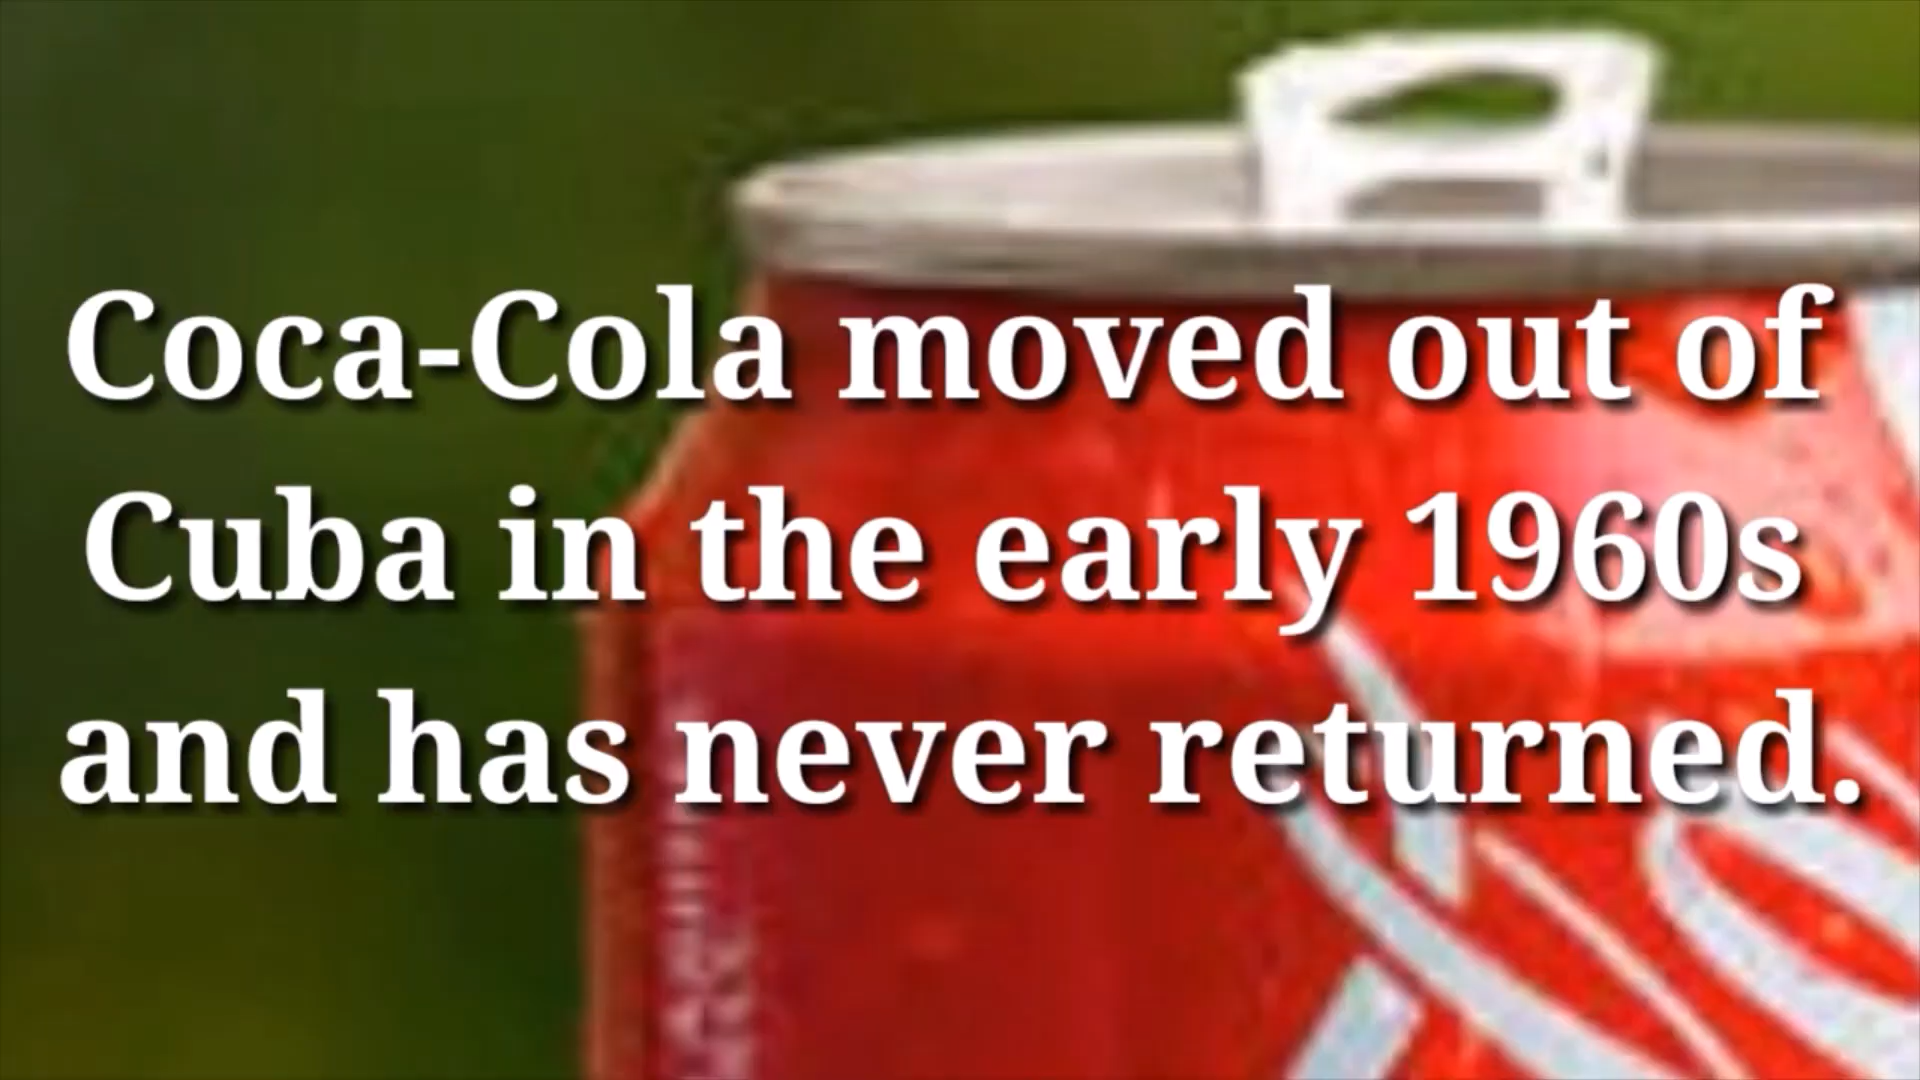 Coca-Cola moved out of
Cuba in the early 1960s
and has never returned.